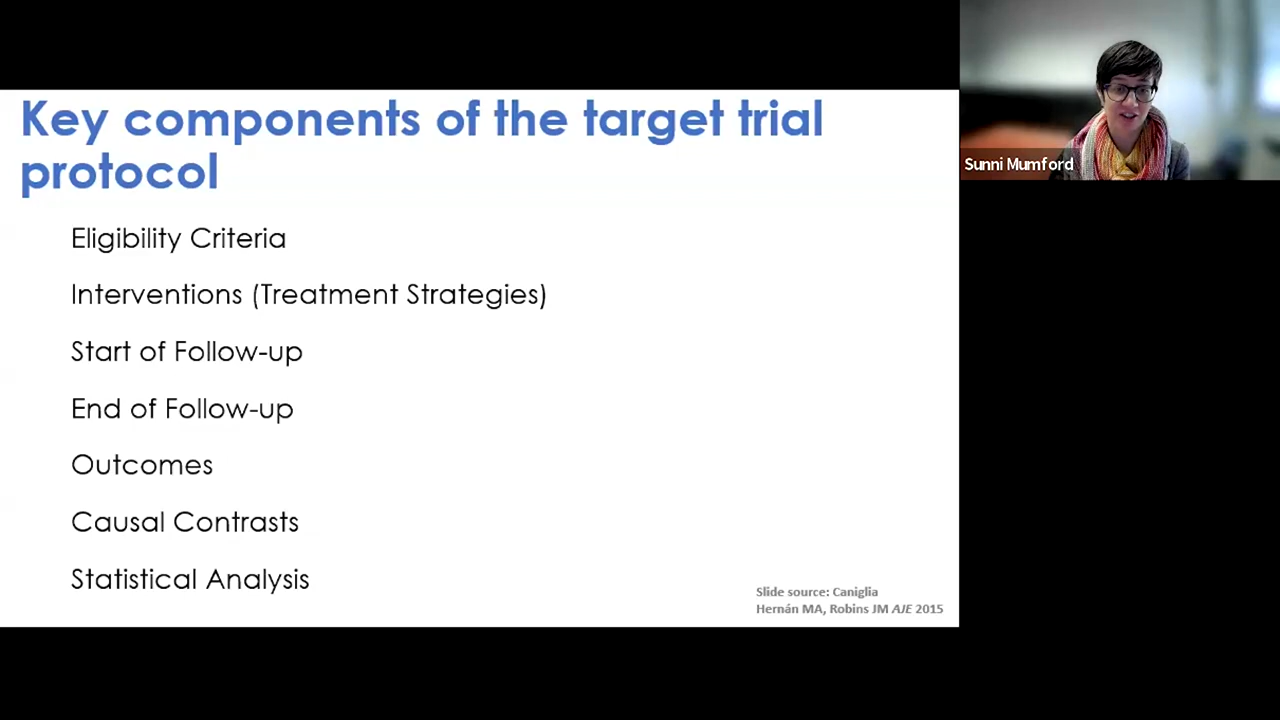 Key components of the target trial
protocol
Eligibility Criteria
Interventions (Treatment Strategies)
Start of Follow-up
End of Follow-up
Outcomes
Causal Contrasts
Statistical Analysis
Slide source: Caniglia
Hernán MA, Robins JM AJE 2015
Sunni Mumford